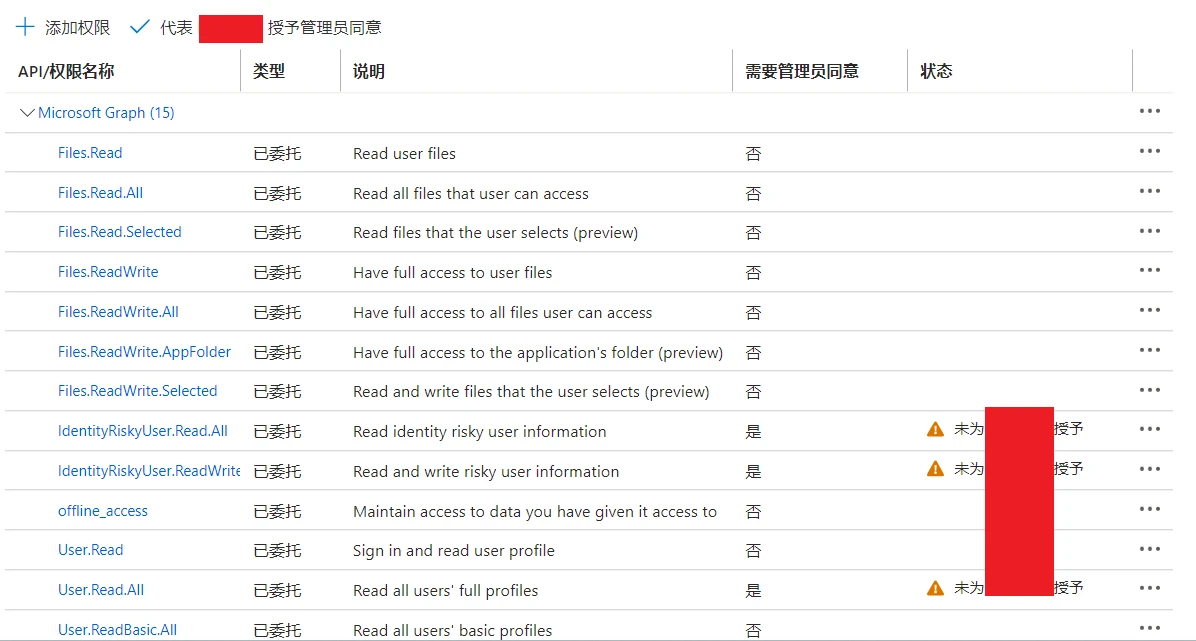 添加权限 代表 授予管理员同意
API/权限名称 类型 说明 需要管理员同意 状态
Microsoft Graph (15)
Files.Read 已委托 Read user files 否
Files.Read.All 已委托 Read all files that user can access 否
Files.Read.Selected 已委托 Read files that the user selects (preview) 否
Files.ReadWrite 已委托 Have full access to user files 否
Files.ReadWrite.All 已委托 Have full access to all files user can access 否
Files.ReadWrite.AppFolder 已委托 Have full access to the application's folder (preview) 否
Files.ReadWrite.Selected 已委托 Read and write files that the user selects (preview) 否
IdentityRiskyUser.Read.All 已委托 Read identity risky user information 是 未为 授予
IdentityRiskyUser.ReadWrite 已委托 Read and write risky user information 是 未为 授予
offline_access 已委托 Maintain access to data you have given it access to 否
User.Read 已委托 Sign in and read user profile 否
User.Read.All 已委托 Read all users' full profiles 是 未为 授予
User.ReadBasic.All 已委托 Read all users' basic profiles 否